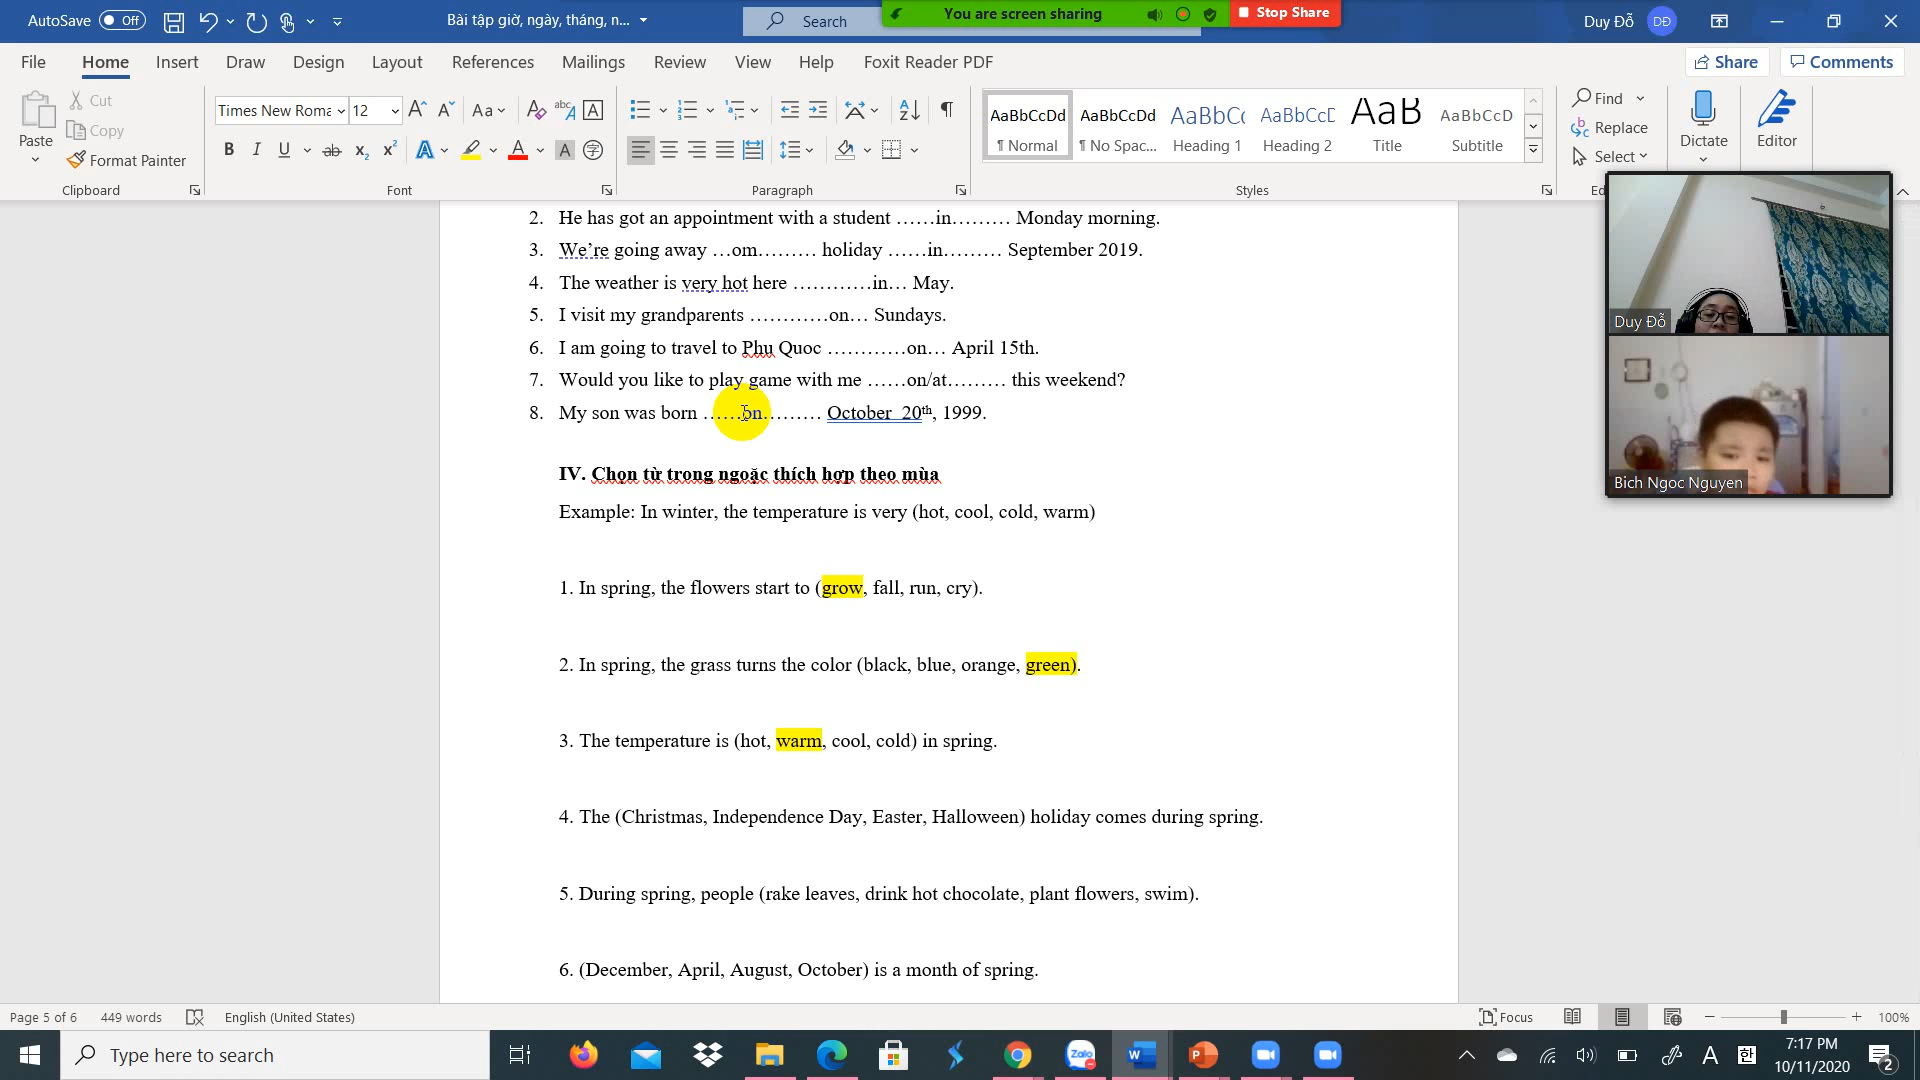 AutoSave Off Bài tập giờ, ngày, tháng, n... Search You are screen sharing Stop Share Duy Đỗ DĐ
File Home Insert Draw Design Layout References Mailings Review View Help Foxit Reader PDF Share Comments
Paste Cut Copy Format Painter
Clipboard
Times New Roma 12
Font
Paragraph
AaBbCcDd ¶ Normal
AaBbCcDd ¶ No Spac...
AaBbCc Heading 1
AaBbCcD Heading 2
AaB Title
AaBbCcD Subtitle
Styles
Find
Replace
Select
Dictate
Editor
2. He has got an appointment with a student ……in……… Monday morning.
3. We’re going away …om……… holiday ……in……… September 2019.
4. The weather is very hot here …………in… May.
5. I visit my grandparents …………on… Sundays.
6. I am going to travel to Phu Quoc …………on… April 15th.
7. Would you like to play game with me ……on/at……… this weekend?
8. My son was born ……on……… October 20th, 1999.
IV. Chọn từ trong ngoặc thích hợp theo mùa
Example: In winter, the temperature is very (hot, cool, cold, warm)
1. In spring, the flowers start to (grow, fall, run, cry).
2. In spring, the grass turns the color (black, blue, orange, green).
3. The temperature is (hot, warm, cool, cold) in spring.
4. The (Christmas, Independence Day, Easter, Halloween) holiday comes during spring.
5. During spring, people (rake leaves, drink hot chocolate, plant flowers, swim).
6. (December, April, August, October) is a month of spring.
Duy Đỗ
Bich Ngoc Nguyen
Page 5 of 6 449 words English (United States) Focus 100%
Type here to search
7:17 PM
10/11/2020
2